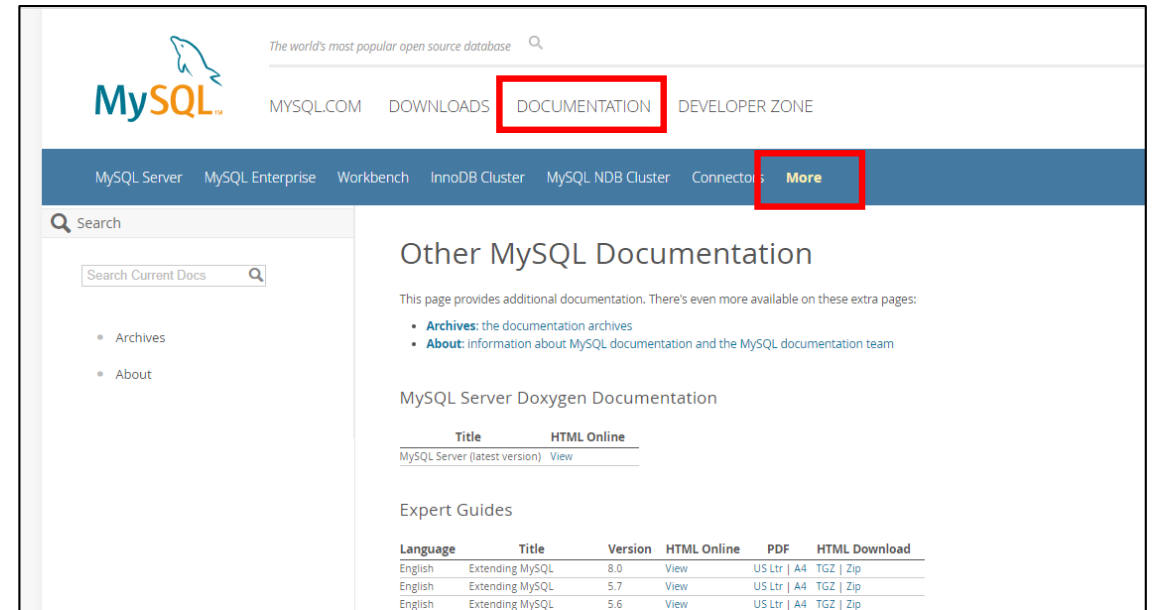 The world's most popular open source database
MySQL™
MYSQL.COM DOWNLOADS DOCUMENTATION DEVELOPER ZONE
MySQL Server MySQL Enterprise Workbench InnoDB Cluster MySQL NDB Cluster Connectors More
Search
Search Current Docs
• Archives
• About
Other MySQL Documentation
This page provides additional documentation. There's even more available on these extra pages:
• Archives: the documentation archives
• About: information about MySQL documentation and the MySQL documentation team
MySQL Server Doxygen Documentation
Title HTML Online
MySQL Server (latest version) View
Expert Guides
Language Title Version HTML Online PDF HTML Download
English Extending MySQL 8.0 View US Ltr | A4 TGZ | Zip
English Extending MySQL 5.7 View US Ltr | A4 TGZ | Zip
English Extending MySQL 5.6 View US Ltr | A4 TGZ | Zip